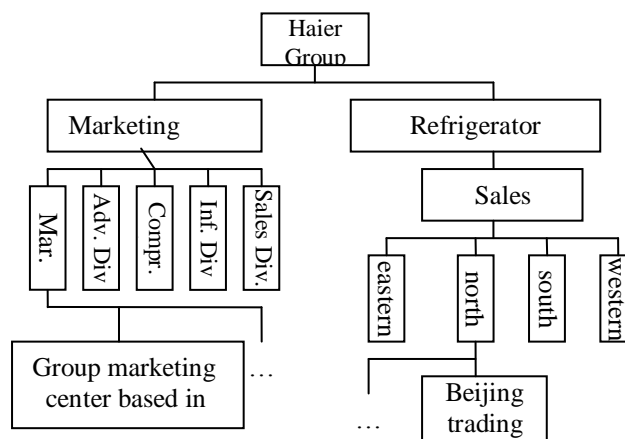 Haier
Group
Marketing
Refrigerator
Sales
Mar.
Adv. Div
Compr.
Inf. Div
Sales Div.
eastern
north
south
western
Group marketing
center based in
…
…
Beijing
trading